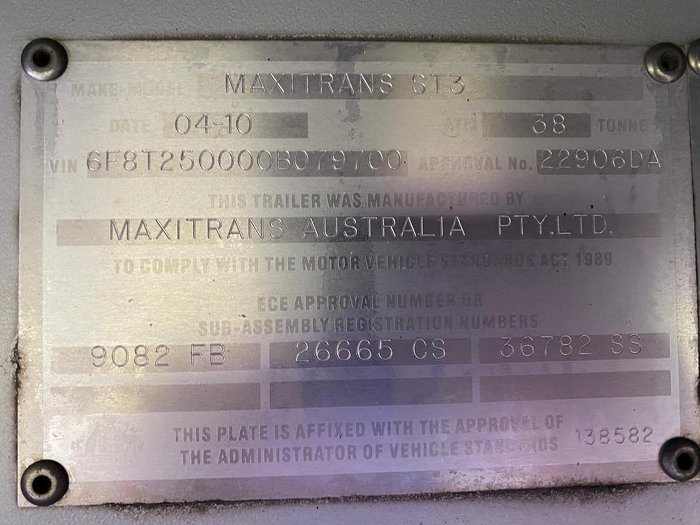 MAKE-MODEL MAXITRANS ST3
DATE 04-10 ATM 38 TONNE
VIN 6F8T250000B079700 APPROVAL No. 22906DA
THIS TRAILER WAS MANUFACTURED BY
MAXITRANS AUSTRALIA PTY.LTD.
TO COMPLY WITH THE MOTOR VEHICLE STANDARDS ACT 1989
ECE APPROVAL NUMBER OR
SUB-ASSEMBLY REGISTRATION NUMBERS
9082 FB 26665 CS 36782 SS
THIS PLATE IS AFFIXED WITH THE APPROVAL OF
THE ADMINISTRATOR OF VEHICLE STANDARDS 138582